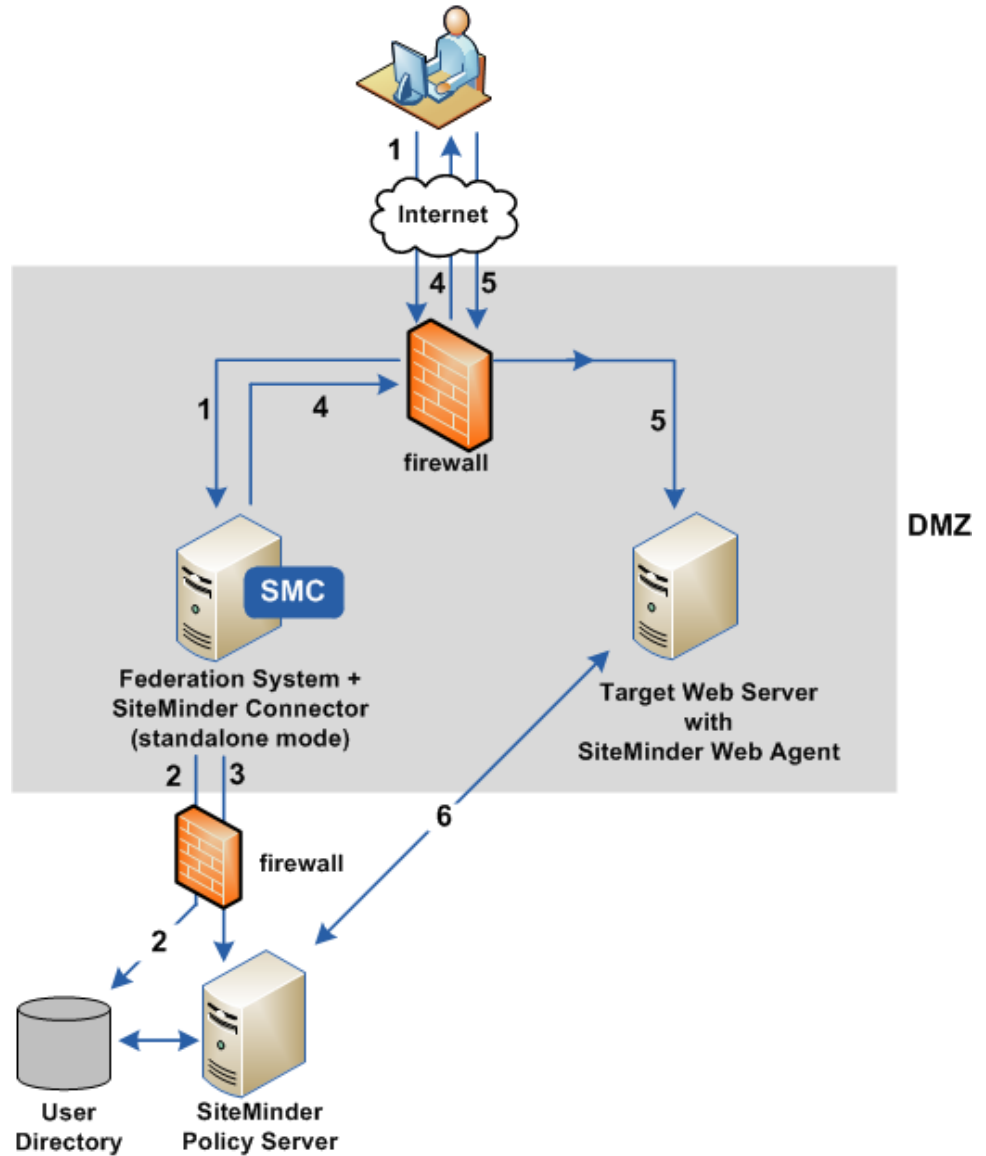 1
Internet
4
5
1
4
5
firewall
DMZ
SMC
Federation System +
SiteMinder Connector
(standalone mode)
Target Web Server
with
SiteMinder Web Agent
2
3
6
firewall
2
User
Directory
SiteMinder
Policy Server